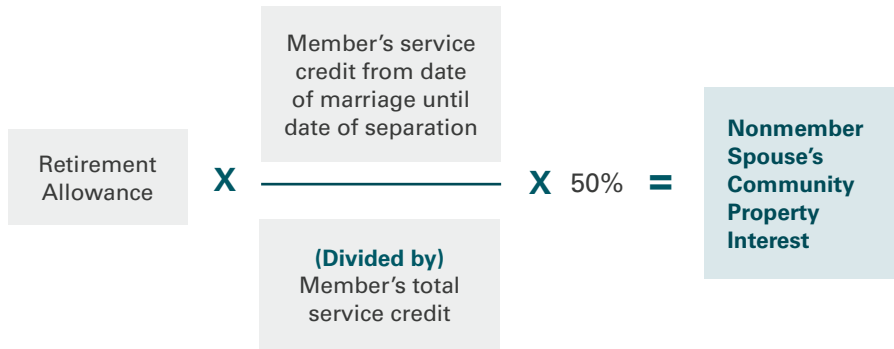 Retirement
Allowance
X
Member’s service
credit from date
of marriage until
date of separation
(Divided by)
Member’s total
service credit
X 50% =
Nonmember
Spouse’s
Community
Property
Interest